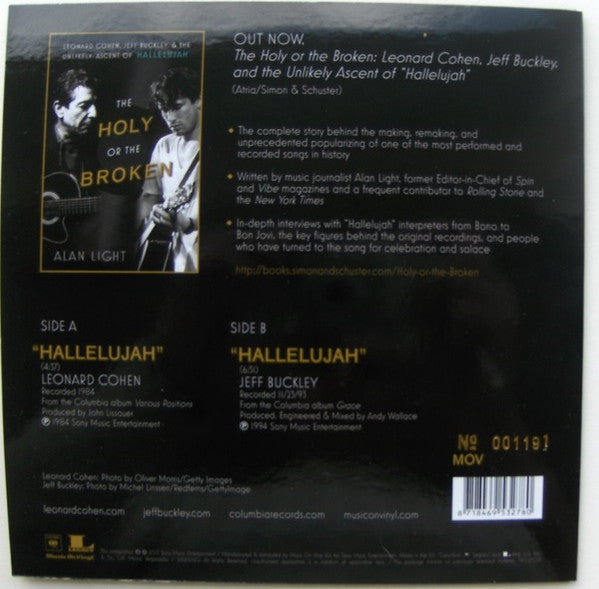 LEONARD COHEN, JEFF BUCKLEY & THE
UNLIKELY ASCENT OF "HALLELUJAH"
THE
HOLY
OR THE
BROKEN
ALAN LIGHT
OUT NOW,
The Holy or the Broken: Leonard Cohen, Jeff Buckley,
and the Unlikely Ascent of "Hallelujah"
(Atria/Simon & Schuster)
The complete story behind the making, remaking, and
unprecedented popularizing of one of the most performed and
recorded songs in history
Written by music journalist Alan Light, former Editor-in-Chief of Spin
and Vibe magazines and a frequent contributor to Rolling Stone and
the New York Times
In-depth interviews with "Hallelujah" interpreters from Bono to
Bon Jovi, the key figures behind the original recordings, and people
who have turned to the song for celebration and solace
http://books.simonandschuster.com/Holy-or-the-Broken
SIDE A
"HALLELUJAH"
(4:37)
LEONARD COHEN
Recorded 1984
From the Columbia album Various Positions
Produced by John Lissauer
℗ 1984 Sony Music Entertainment
SIDE B
"HALLELUJAH"
(6:51)
JEFF BUCKLEY
Recorded 11/23/93
From the Columbia album Grace
Produced, Engineered & Mixed by Andy Wallace
℗ 1994 Sony Music Entertainment
Nº 001191
MOV
Leonard Cohen: Photo by Oliver Morris/Getty Images
Jeff Buckley: Photo by Michel Linssen/Redferns/GettyImage
leonardcohen.com jeffbuckley.com columbiarecords.com musiconvinyl.com
8 718469 532780
Music On Vinyl